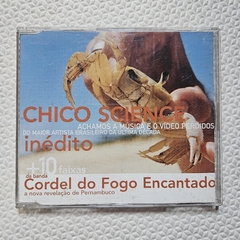 CHICO SCIENCE
ACHAMOS A MÚSICA E O VÍDEO PERDIDOS
DO MAIOR ARTISTA BRASILEIRO DA ÚLTIMA DÉCADA
inédito
+10 faixas
da banda
Cordel do Fogo Encantado
a nova revelação de Pernambuco